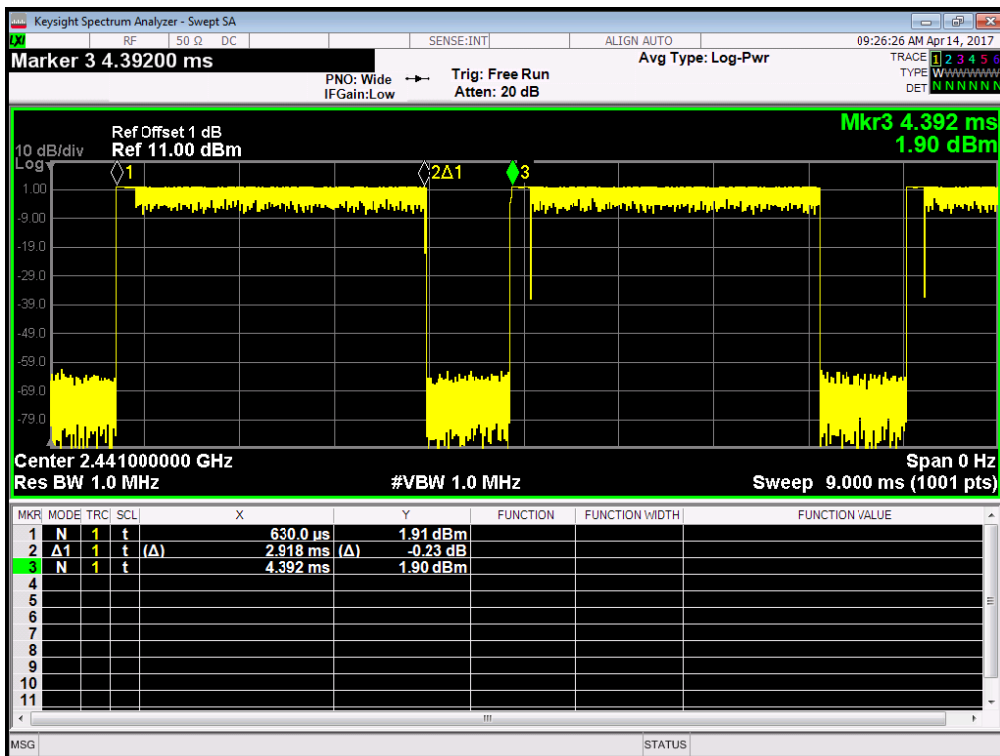 Keysight Spectrum Analyzer - Swept SA
LXI RF 50 Ω DC SENSE:INT ALIGN AUTO 09:26:26 AM Apr 14, 2017
Marker 3 4.39200 ms
PNO: Wide Trig: Free Run Avg Type: Log-Pwr TRACE 1 2 3 4 5 6
IFGain:Low Atten: 20 dB TYPE WWWWWW
DET N N N N N N
Mkr3 4.392 ms
1.90 dBm
Ref Offset 1 dB
10 dB/div Ref 11.00 dBm
Log
1 2Δ1 3
1.00
-9.00
-19.0
-29.0
-39.0
-49.0
-59.0
-69.0
-79.0
Center 2.441000000 GHz Span 0 Hz
Res BW 1.0 MHz #VBW 1.0 MHz Sweep 9.000 ms (1001 pts)
MKR MODE TRC SCL X Y FUNCTION FUNCTION WIDTH FUNCTION VALUE
1 N 1 t 630.0 µs 1.91 dBm
2 Δ1 1 t (Δ) 2.918 ms (Δ) -0.23 dB
3 N 1 t 4.392 ms 1.90 dBm
4
5
6
7
8
9
10
11
MSG STATUS